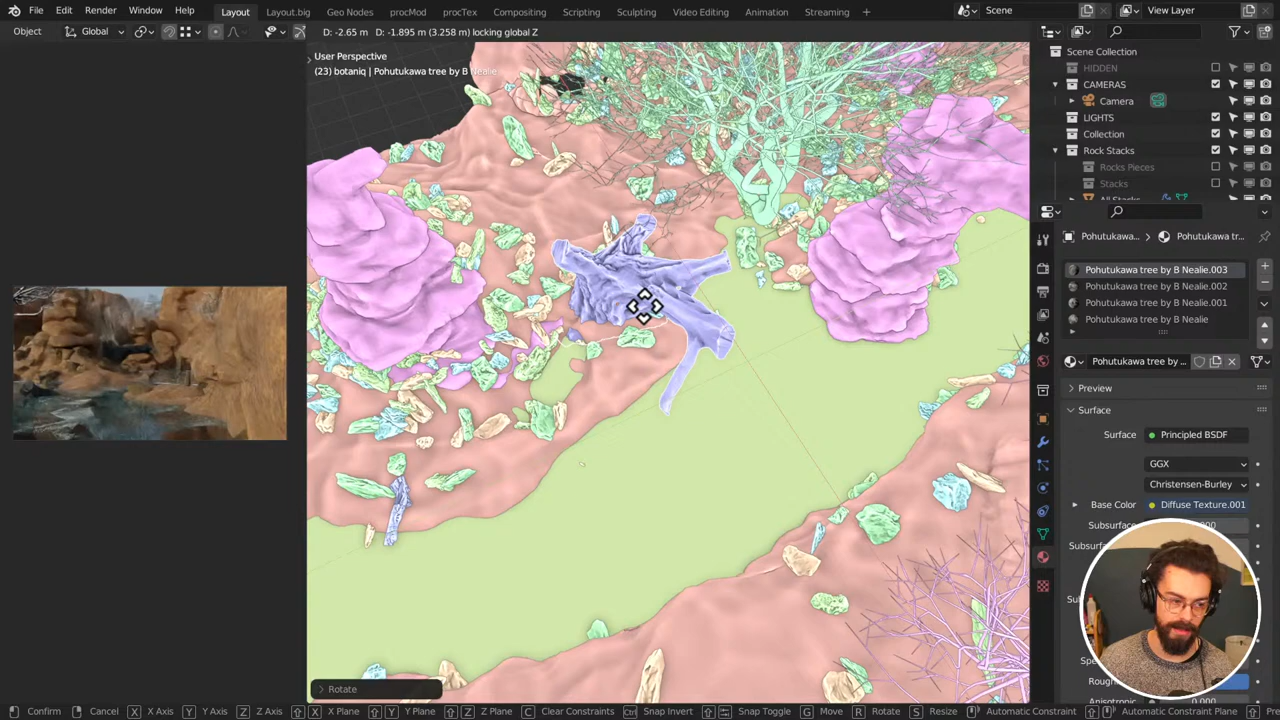 File Edit Render Window Help Layout Layout.big Geo Nodes procMod procTex Compositing Scripting Sculpting Video Editing Animation Streaming + Scene View Layer
Object Global D: -2.65 m D: -1.895 m (3.258 m) locking global Z
User Perspective
(23) botaniq | Pohutukawa tree by B Nealie
Scene Collection
HIDDEN
CAMERAS
Camera
LIGHTS
Collection
Rock Stacks
Rocks Pieces
Stacks
Pohutukawa... Pohutukawa tr...
Pohutukawa tree by B Nealie.003
Pohutukawa tree by B Nealie.002
Pohutukawa tree by B Nealie.001
Pohutukawa tree by B Nealie
Pohutukawa tree by ...
Preview
Surface
Surface Principled BSDF
GGX
Christensen-Burley
Base Color Diffuse Texture.001
Rotate
Confirm Cancel X X Axis Y Y Axis Z Z Axis X X Plane Y Y Plane Z Z Plane C Clear Constraints Ctrl Snap Invert Snap Toggle G Move R Rotate S Resize Automatic Constraint Automatic Constraint Plane